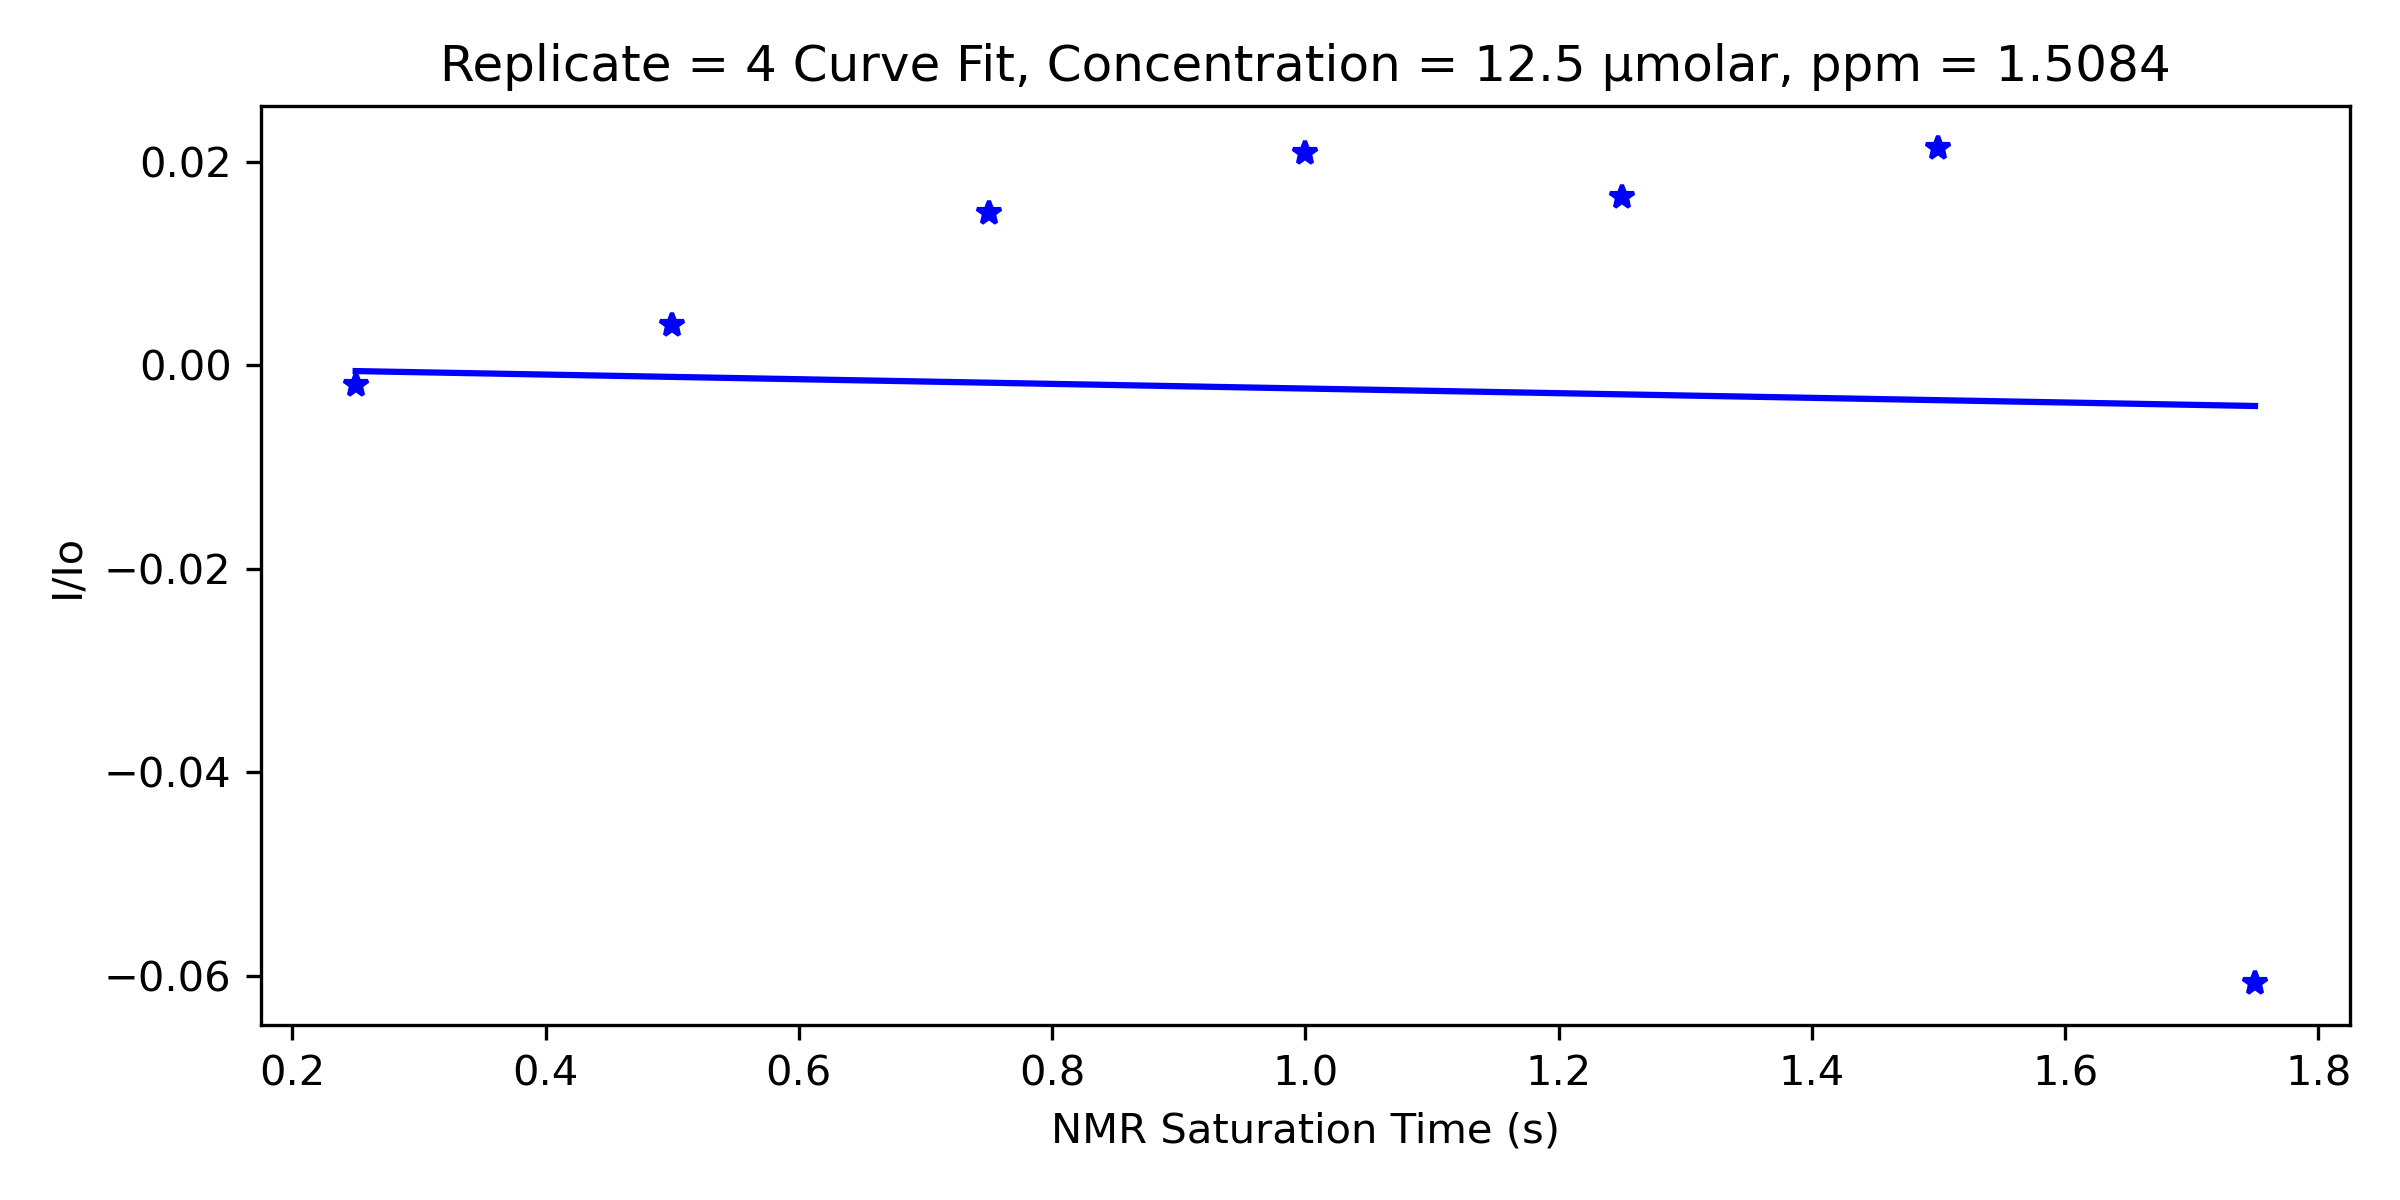 Replicate = 4 Curve Fit, Concentration = 12.5 μmolar, ppm = 1.5084
0.02
0.00
−0.02
−0.04
−0.06
I/Io
0.2 0.4 0.6 0.8 1.0 1.2 1.4 1.6 1.8
NMR Saturation Time (s)